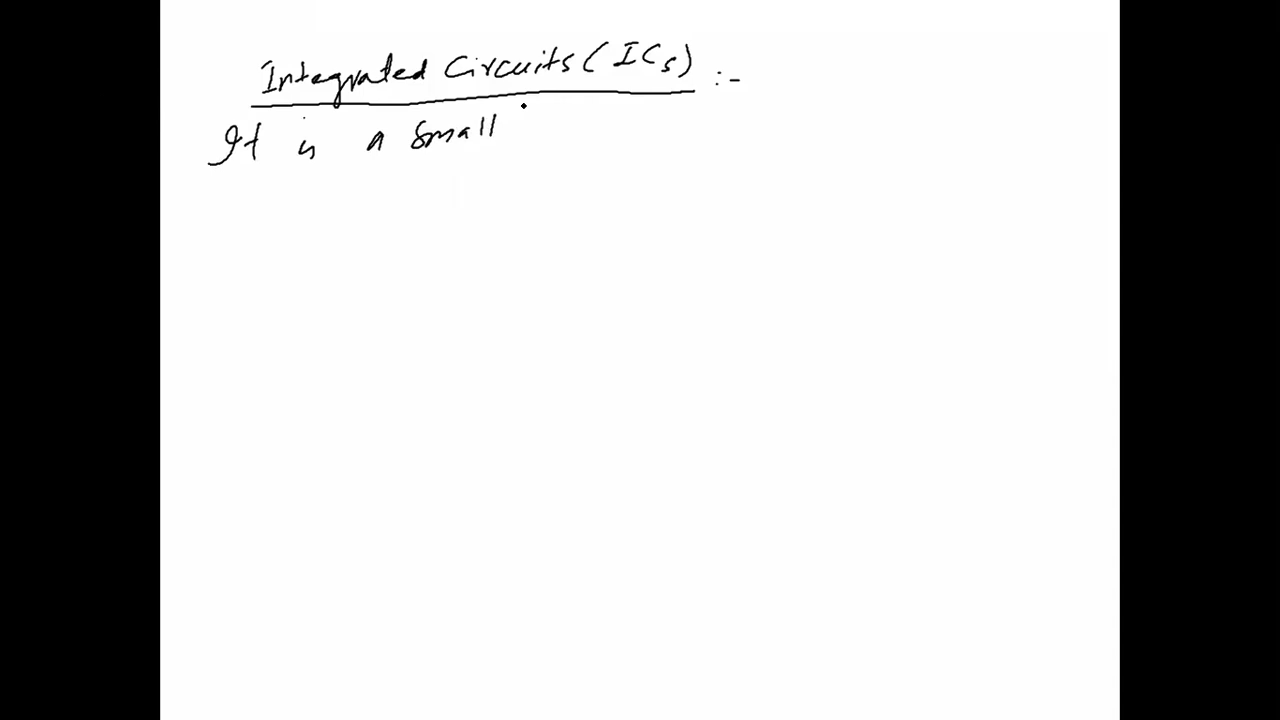 Integrated Circuits (ICs) :-
It is a small